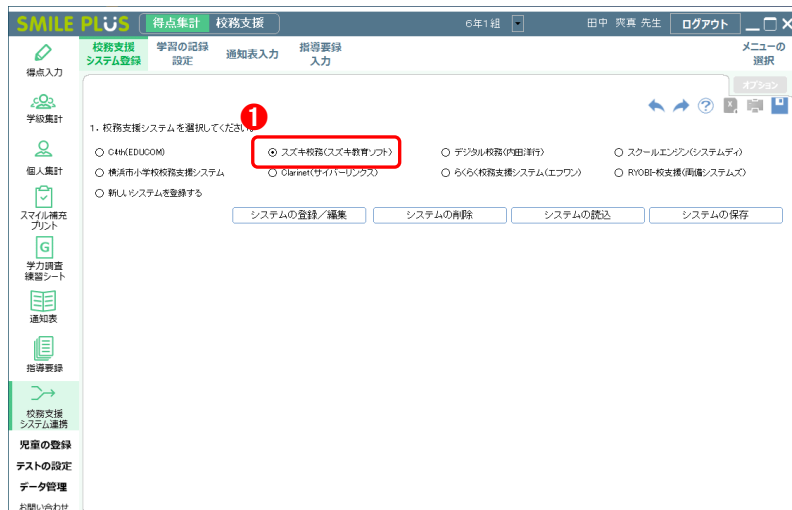 SMILE PLUS 得点集計 校務支援 6年1組 田中 爽真 先生 ログアウト
得点入力
学級集計
個人集計
スマイル補充
プリント
学力調査
練習シート
通知表
指導要録
校務支援
システム連携
児童の登録
テストの設定
データ管理
お問い合わせ
校務支援
システム登録
学習の記録
設定
通知表入力
指導要録
入力
メニューの
選択
オプション
1
1. 校務支援システムを選択してください
C4th(EDUCOM) スズキ校務(スズキ教育ソフト) デジタル校務(内田洋行) スクールエンジン(システムディ)
横浜市小学校校務支援システム Clarinet(サイバーリンクス) らくらく校務支援システム(エフワン) RYOBI-校支援(両備システムズ)
新しいシステムを登録する
システムの登録/編集 システムの削除 システムの読込 システムの保存